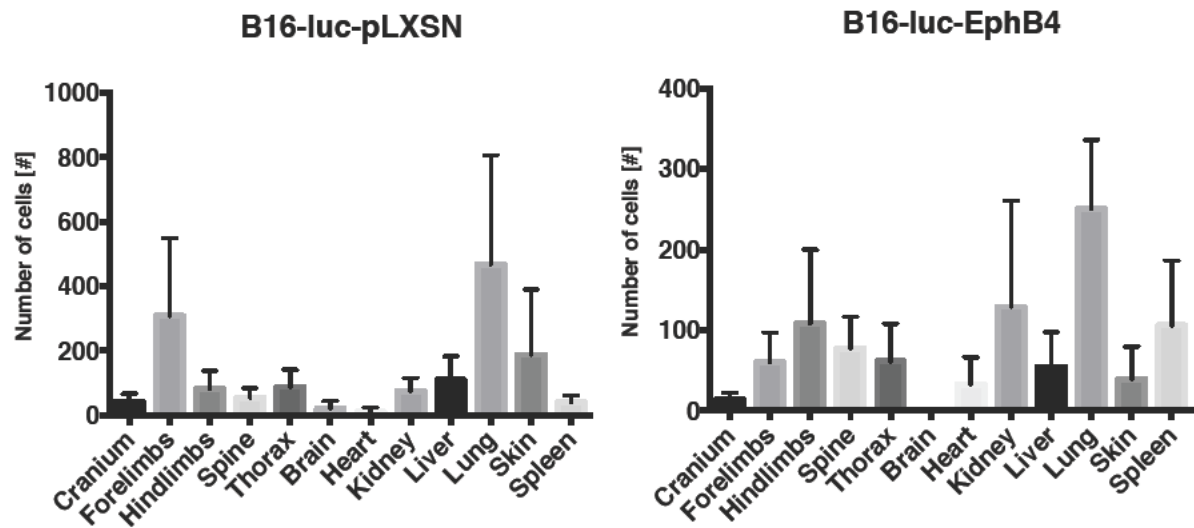 B16-luc-pLXSN
Number of cells [#]
1000
800
600
400
200
0
Cranium
Forelimbs
Hindlimbs
Spine
Thorax
Brain
Heart
Kidney
Liver
Lung
Skin
Spleen
B16-luc-EphB4
Number of cells [#]
400
300
200
100
0
Cranium
Forelimbs
Hindlimbs
Spine
Thorax
Brain
Heart
Kidney
Liver
Lung
Skin
Spleen